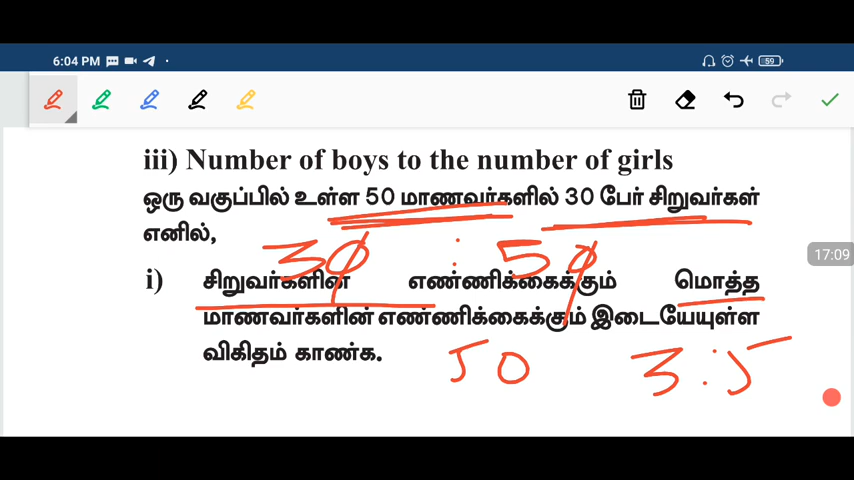 6:04 PM
59
iii) Number of boys to the number of girls
ஒரு வகுப்பில் உள்ள 50 மாணவர்களில் 30 பேர் சிறுவர்கள்
எனில்,
30 : 50
17:09
i) சிறுவர்களின் எண்ணிக்கைக்கும் மொத்த
மாணவர்களின் எண்ணிக்கைக்கும் இடையேயுள்ள
விகிதம் காண்க.
50 3:5